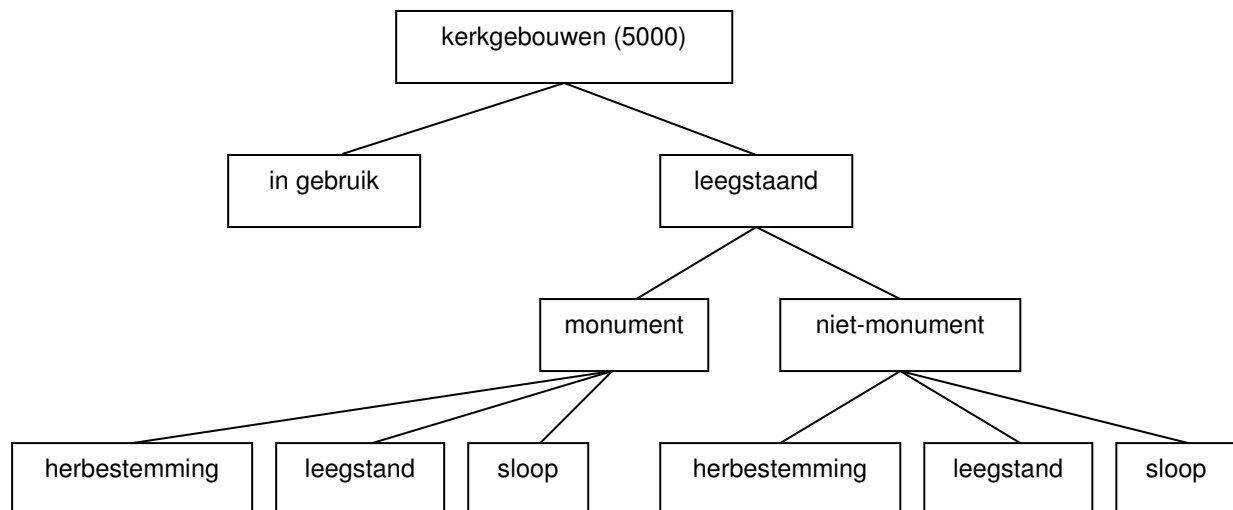 kerkgebouwen (5000)
in gebruik
leegstaand
monument
niet-monument
herbestemming
leegstand
sloop
herbestemming
leegstand
sloop